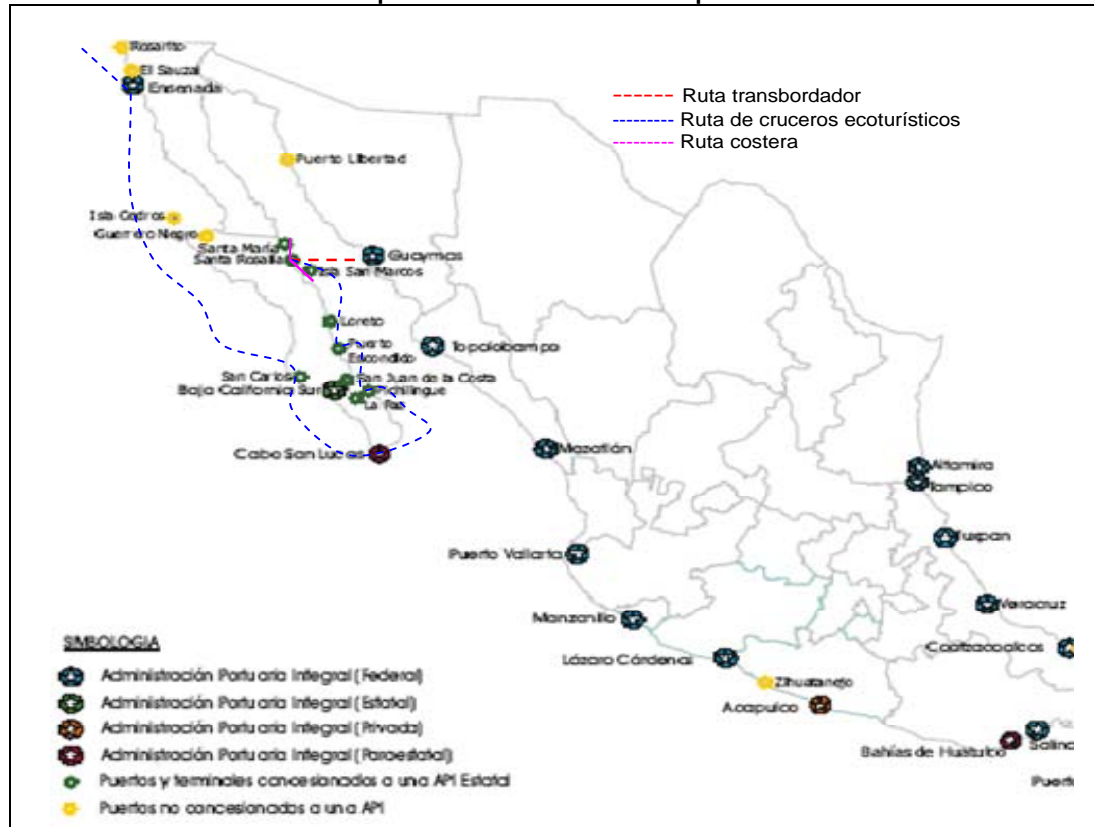 Rosarito
El Sauzal
Ensenada
Ruta transbordador
Ruta de cruceros ecoturísticos
Ruta costera
Puerto Libertad
Isla Cedros
Guerrero Negro
Santa María
Santa Rosalía
Guaymas
Isla San Marcos
Loreto
Puerto
Escondido
Topolobampo
San Carlos
San Juan de la Costa
Baja California Sur
Pichilingue
La Paz
Cabo San Lucas
Mazatlán
Altamira
Tampico
Tuxpan
Puerto Vallarta
Veracruz
Manzanillo
Coatzacoalcos
Lázaro Cárdenas
Zihuatanejo
Acapulco
Bahías de Huatulco
Salina
SIMBOLOGIA
Administración Portuaria Integral (Federal)
Administración Portuaria Integral (Estatal)
Administración Portuaria Integral (Privada)
Administración Portuaria Integral (Paraestatal)
Puertos y terminales concesionados a una API Estatal
Puertos no concesionados a una API